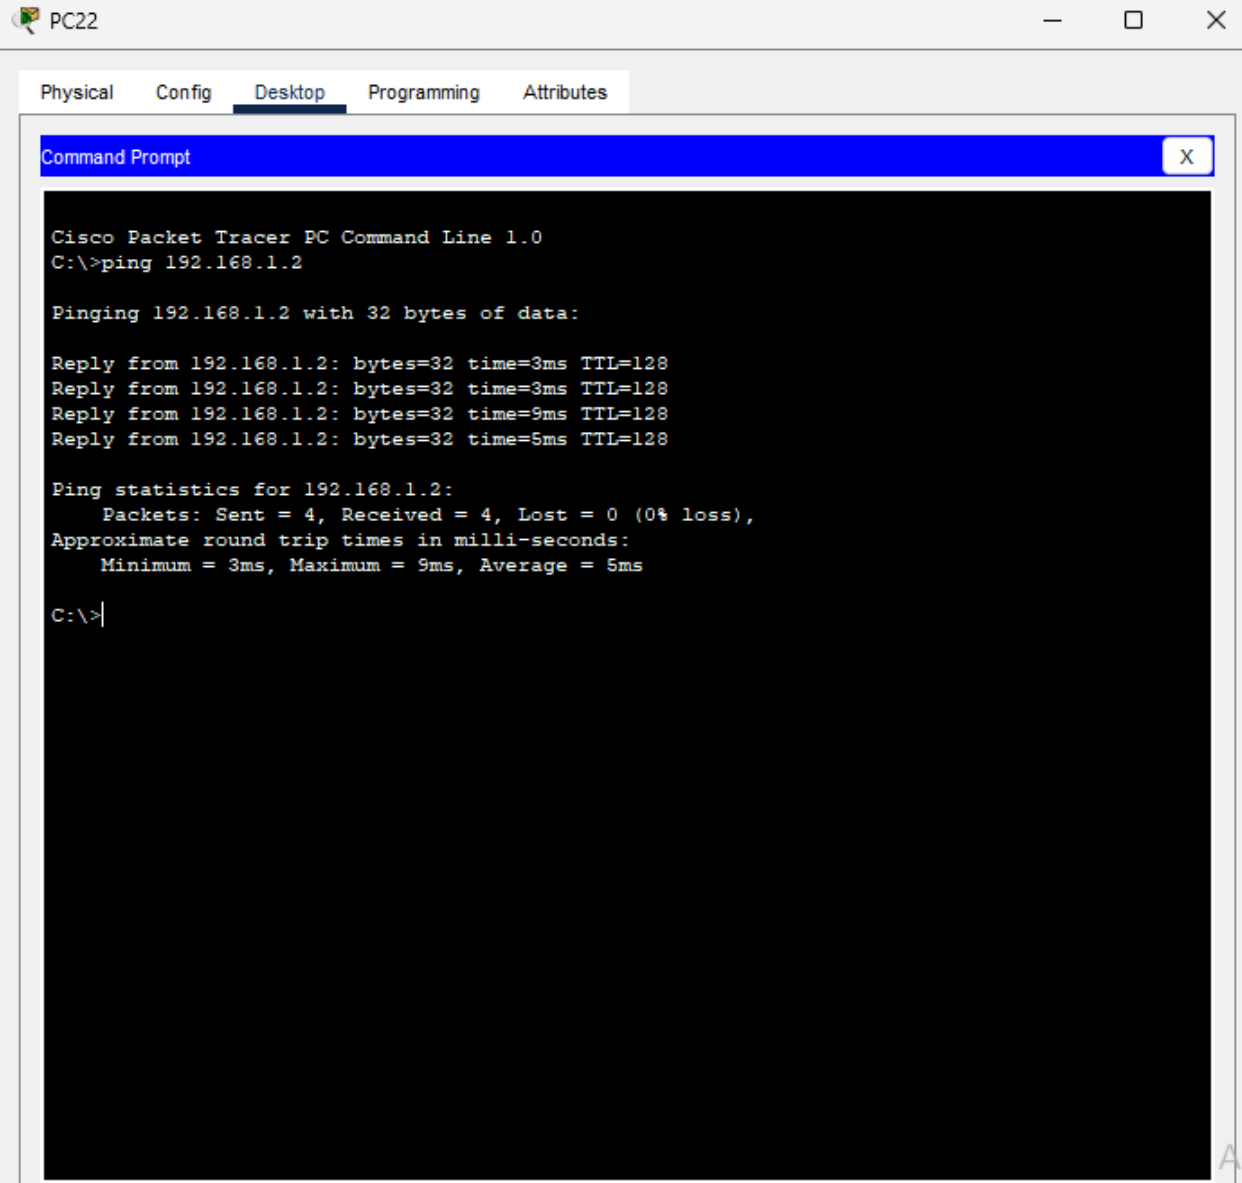 PC22
Physical Config Desktop Programming Attributes
Command Prompt X
Cisco Packet Tracer PC Command Line 1.0
C:\>ping 192.168.1.2
Pinging 192.168.1.2 with 32 bytes of data:
Reply from 192.168.1.2: bytes=32 time=3ms TTL=128
Reply from 192.168.1.2: bytes=32 time=3ms TTL=128
Reply from 192.168.1.2: bytes=32 time=9ms TTL=128
Reply from 192.168.1.2: bytes=32 time=5ms TTL=128
Ping statistics for 192.168.1.2:
Packets: Sent = 4, Received = 4, Lost = 0 (0% loss),
Approximate round trip times in milli-seconds:
Minimum = 3ms, Maximum = 9ms, Average = 5ms
C:\>
A